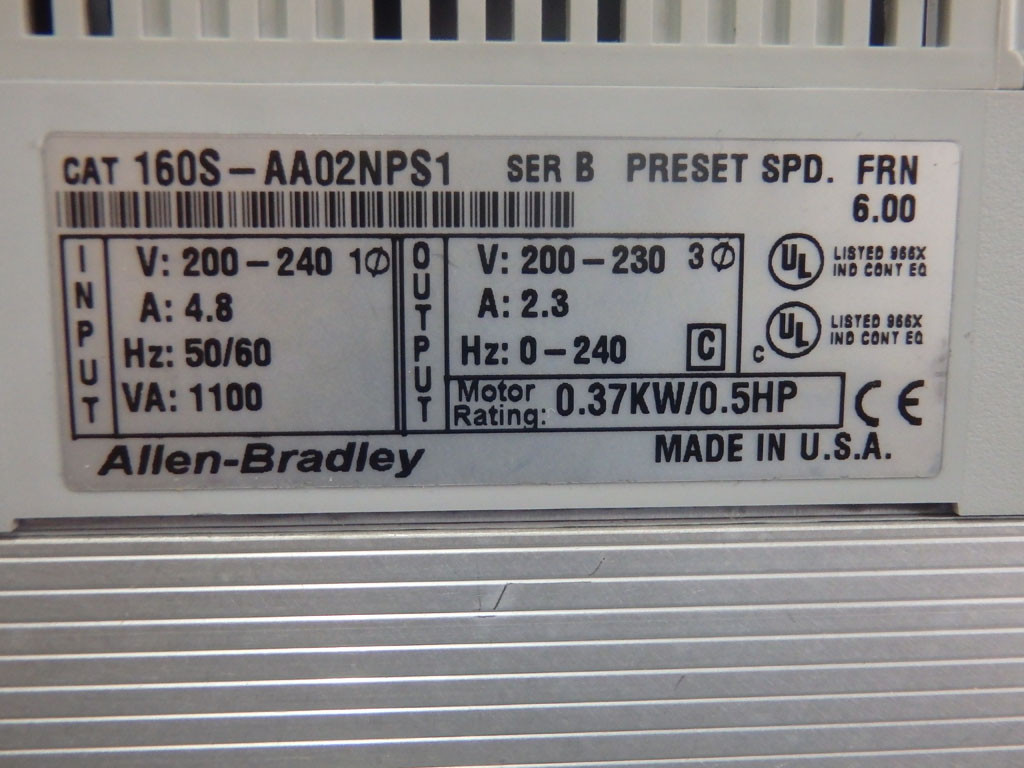 CAT 160S-AA02NPS1 SER B PRESET SPD. FRN
6.00
INPUT
V: 200-240 1Ø
A: 4.8
Hz: 50/60
VA: 1100
OUTPUT
V: 200-230 3Ø
A: 2.3
Hz: 0-240
C
Motor
Rating: 0.37KW/0.5HP
UL LISTED 966X
IND CONT EQ
C UL LISTED 966X
IND CONT EQ
CE
Allen-Bradley
MADE IN U.S.A.